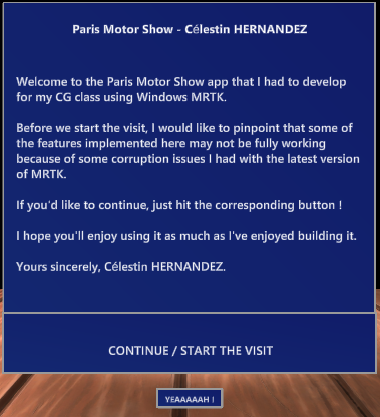 Paris Motor Show - Célestin HERNANDEZ
Welcome to the Paris Motor Show app that I had to develop
for my CG class using Windows MRTK.
Before we start the visit, I would like to pinpoint that some of
the features implemented here may not be fully working
because of some corruption issues I had with the latest version
of MRTK.
If you'd like to continue, just hit the corresponding button !
I hope you'll enjoy using it as much as I've enjoyed building it.
Yours sincerely, Célestin HERNANDEZ.
CONTINUE / START THE VISIT
YEAAAAAH !